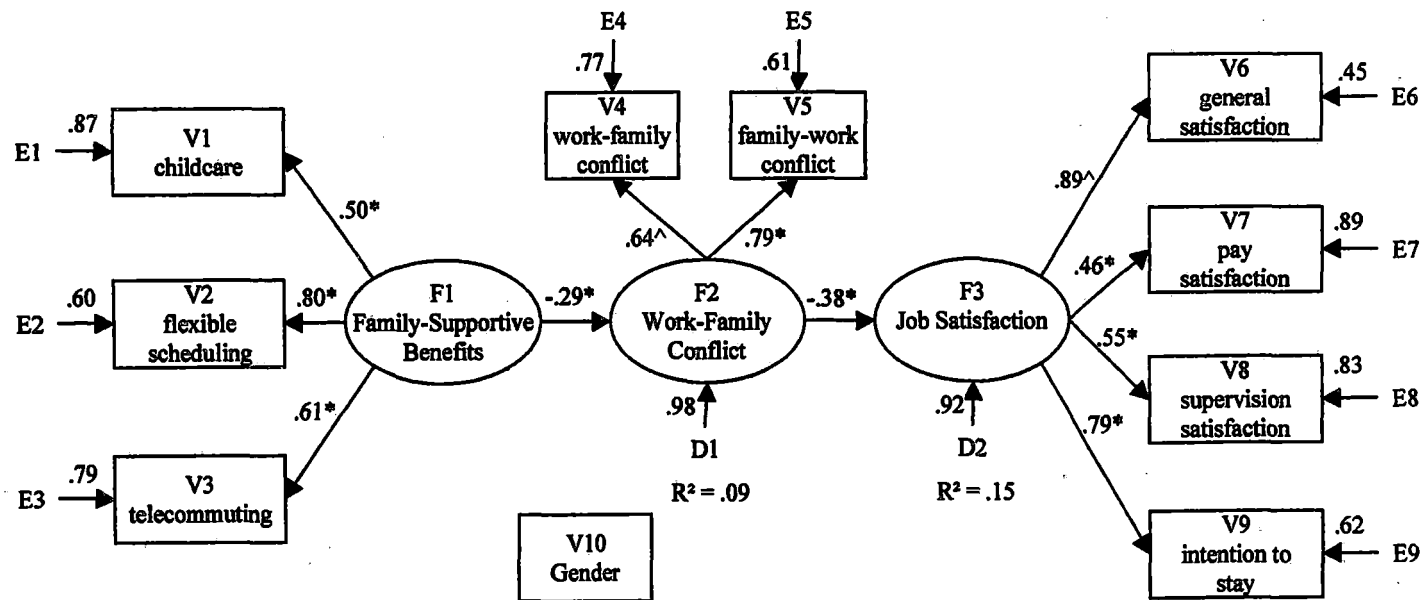 E4
E5
.77
.61
V4
work-family
conflict
V5
family-work
conflict
V6
general
satisfaction
.45
E6
.87
E1
V1
childcare
.50*
.64^
.79*
.89^
V7
pay
satisfaction
.89
E7
.46*
.60
E2
V2
flexible
scheduling
.80*
F1
Family-Supportive
Benefits
-.29*
F2
Work-Family
Conflict
-.38*
F3
Job Satisfaction
.55*
V8
supervision
satisfaction
.83
E8
.61*
.98
D1
R² = .09
.92
D2
R² = .15
.79*
.79
E3
V3
telecommuting
V10
Gender
V9
intention to
stay
.62
E9